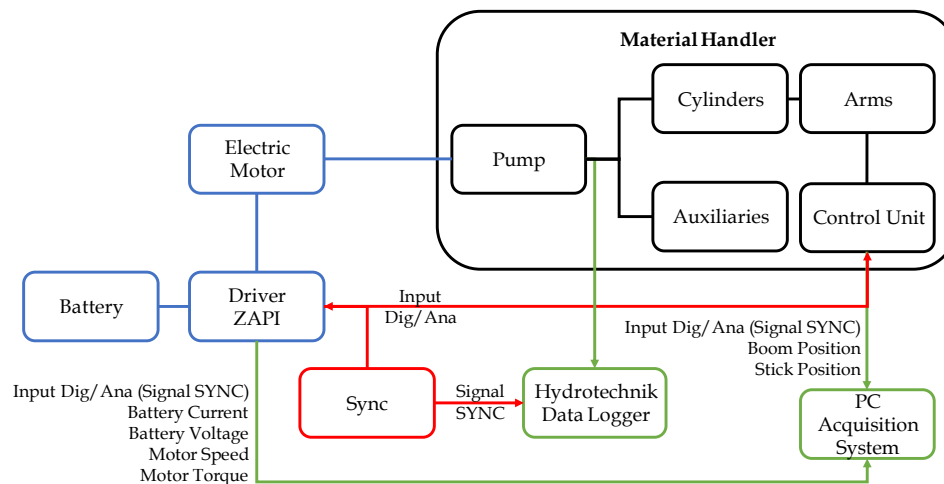 Material Handler
Cylinders
Arms
Electric
Motor
Pump
Auxiliaries
Control Unit
Battery
Driver
ZAPI
Input
Dig/Ana
Input Dig/Ana (Signal SYNC)
Boom Position
Stick Position
Input Dig/Ana (Signal SYNC)
Battery Current
Battery Voltage
Motor Speed
Motor Torque
Sync
Signal
SYNC
Hydrotechnik
Data Logger
PC
Acquisition
System